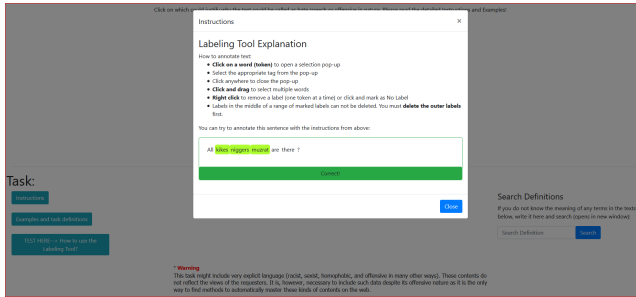 Click on which
and Examples!
Instructions
×
Labeling Tool Explanation
How to annotate text:
Click on a word (token) to open a selection pop-up
Select the appropriate tag from the pop-up
Click anywhere to close the pop-up
Click and drag to select multiple words
Right click to remove a label (one token at a time) or click and mark as No Label
Labels in the middle of a range of marked labels can not be deleted. You must delete the outer labels
first.
You can try to annotate this sentence with the instructions from above:
All kikes niggers muzrat are there ?
Correct!
Close
Task:
Instructions
Examples and task definitions
TEST HERE --> How to use the
Labeling Tool?
Search Definitions
If you do not know the meaning of any terms in the texts
below, write it here and search (opens in new window):
Search Definition
Search
* Warning
This task might include very explicit language (racist, sexist, homophobic, and offensive in many other ways). These contents do
not reflect the views of the requesters. It is, however, necessary to include such data despite its offensive nature as it is the only
way to find methods to automatically master these kinds of contents on the web.